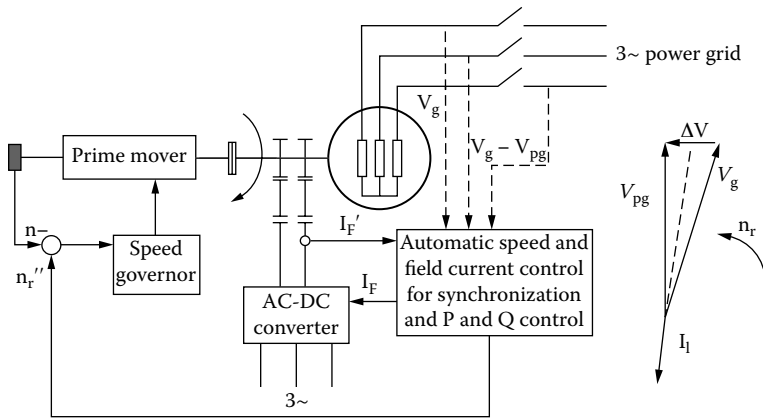 3~ power grid
V_g
V_g – V_pg
ΔV
V_pg
V_g
n_r
I_l
Prime mover
n–
n_r''
Speed
governor
I_F'
I_F
AC-DC
converter
3~
Automatic speed and
field current control
for synchronization
and P and Q control